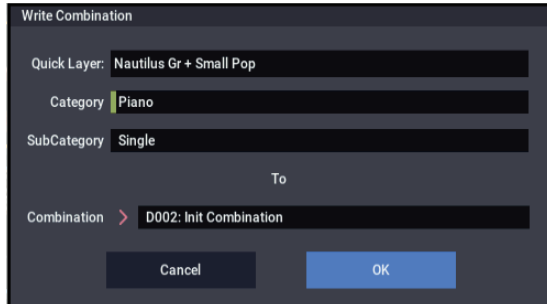 Write Combination
Quick Layer: Nautilus Gr + Small Pop
Category Piano
SubCategory Single
To
Combination > D002: Init Combination
Cancel OK